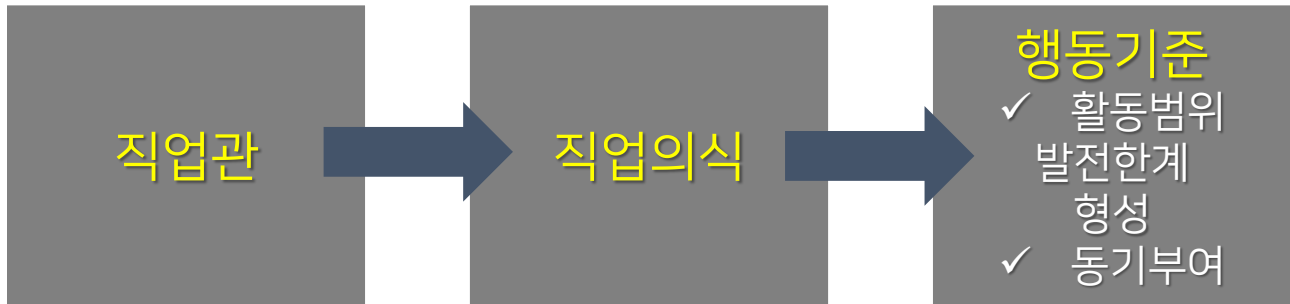 직업관
직업의식
행동기준
✓ 활동범위
발전한계
형성
✓ 동기부여